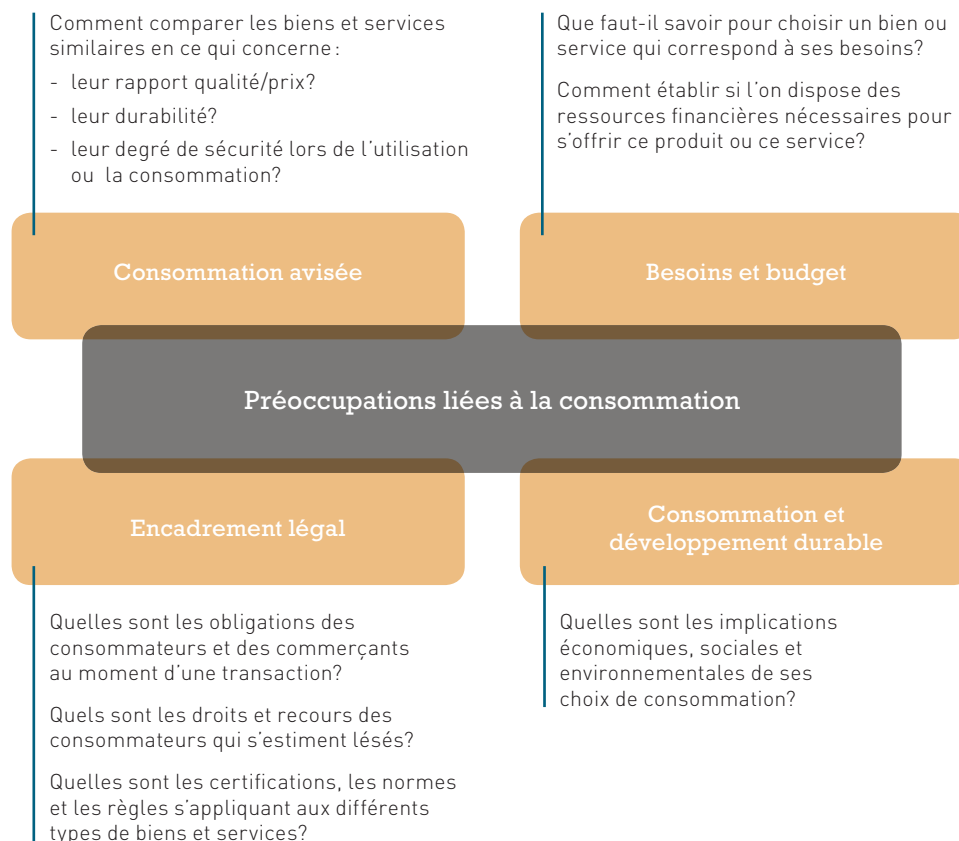 Comment comparer les biens et services
similaires en ce qui concerne :
- leur rapport qualité/prix?
- leur durabilité?
- leur degré de sécurité lors de l'utilisation
ou la consommation?
Que faut-il savoir pour choisir un bien ou
service qui correspond à ses besoins?
Comment établir si l'on dispose des
ressources financières nécessaires pour
s'offrir ce produit ou ce service?
Consommation avisée
Besoins et budget
Préoccupations liées à la consommation
Encadrement légal
Consommation et
développement durable
Quelles sont les obligations des
consommateurs et des commerçants
au moment d'une transaction?
Quels sont les droits et recours des
consommateurs qui s'estiment lésés?
Quelles sont les certifications, les normes
et les règles s'appliquant aux différents
types de biens et services?
Quelles sont les implications
économiques, sociales et
environnementales de ses
choix de consommation?